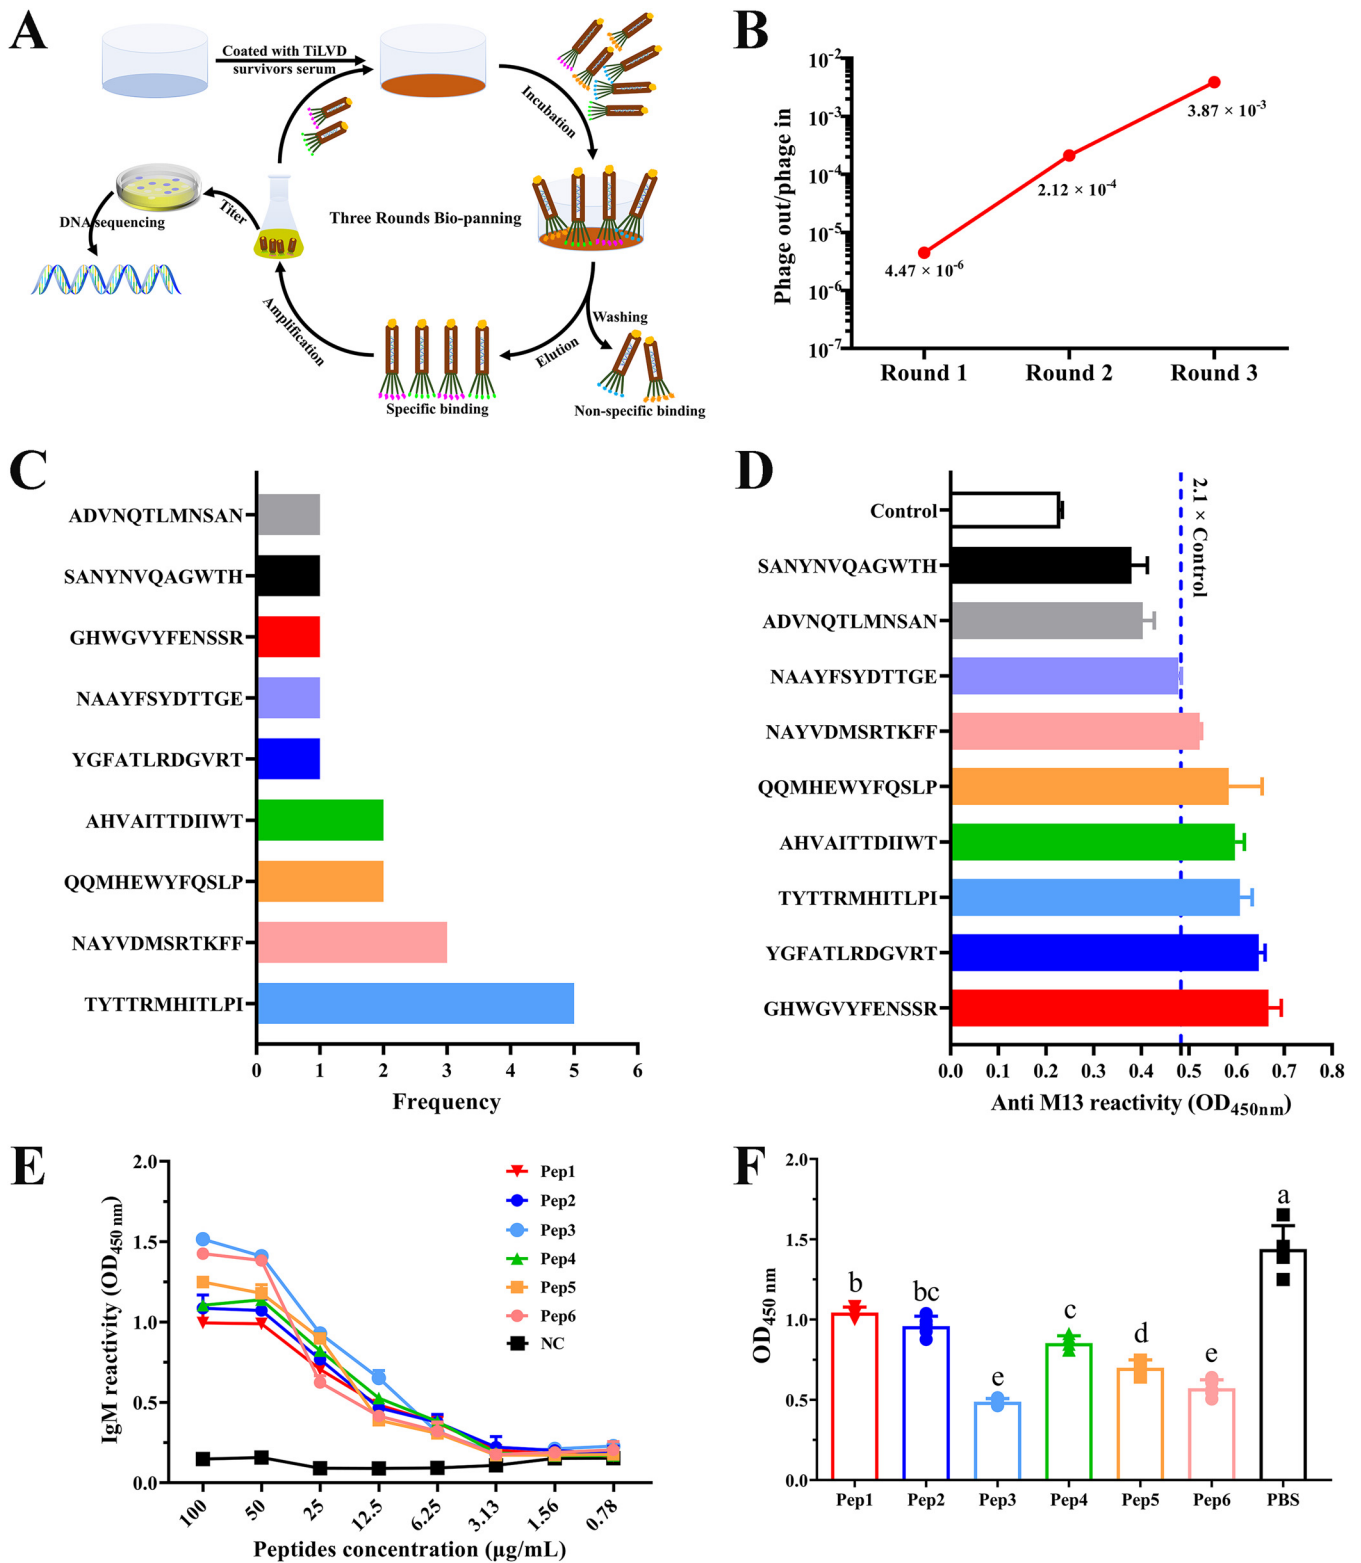 A
Coated with TiLVD
survivors serum
Incubation
Three Rounds Bio-panning
Titer
DNA sequencing
Amplification
Elution
Washing
Specific binding
Non-specific binding
B
Phage out/phage in
10-2
10-3
10-4
10-5
10-6
10-7
4.47 × 10-6
2.12 × 10-4
3.87 × 10-3
Round 1
Round 2
Round 3
C
ADVNQTLMNSAN
SANYNVQAGWTH
GHWGVYFENSSR
NAAYFSYDTTGE
YGFATLRDGVRT
AHVAITTDIIWT
QQMHEWYFQSLP
NAYVDMSRTKFF
TYTTRMHITLPI
0 1 2 3 4 5 6
Frequency
D
2.1 × Control
Control
SANYNVQAGWTH
ADVNQTLMNSAN
NAAYFSYDTTGE
NAYVDMSRTKFF
QQMHEWYFQSLP
AHVAITTDIIWT
TYTTRMHITLPI
YGFATLRDGVRT
GHWGVYFENSSR
0.0 0.1 0.2 0.3 0.4 0.5 0.6 0.7 0.8
Anti M13 reactivity (OD450nm)
E
IgM reactivity (OD450 nm)
2.0
1.5
1.0
0.5
0.0
Pep1
Pep2
Pep3
Pep4
Pep5
Pep6
NC
100 50 25 12.5 6.25 3.13 1.56 0.78
Peptides concentration (μg/mL)
F
OD450 nm
2.0
1.5
1.0
0.5
0.0
b
bc
e
c
d
e
a
Pep1 Pep2 Pep3 Pep4 Pep5 Pep6 PBS